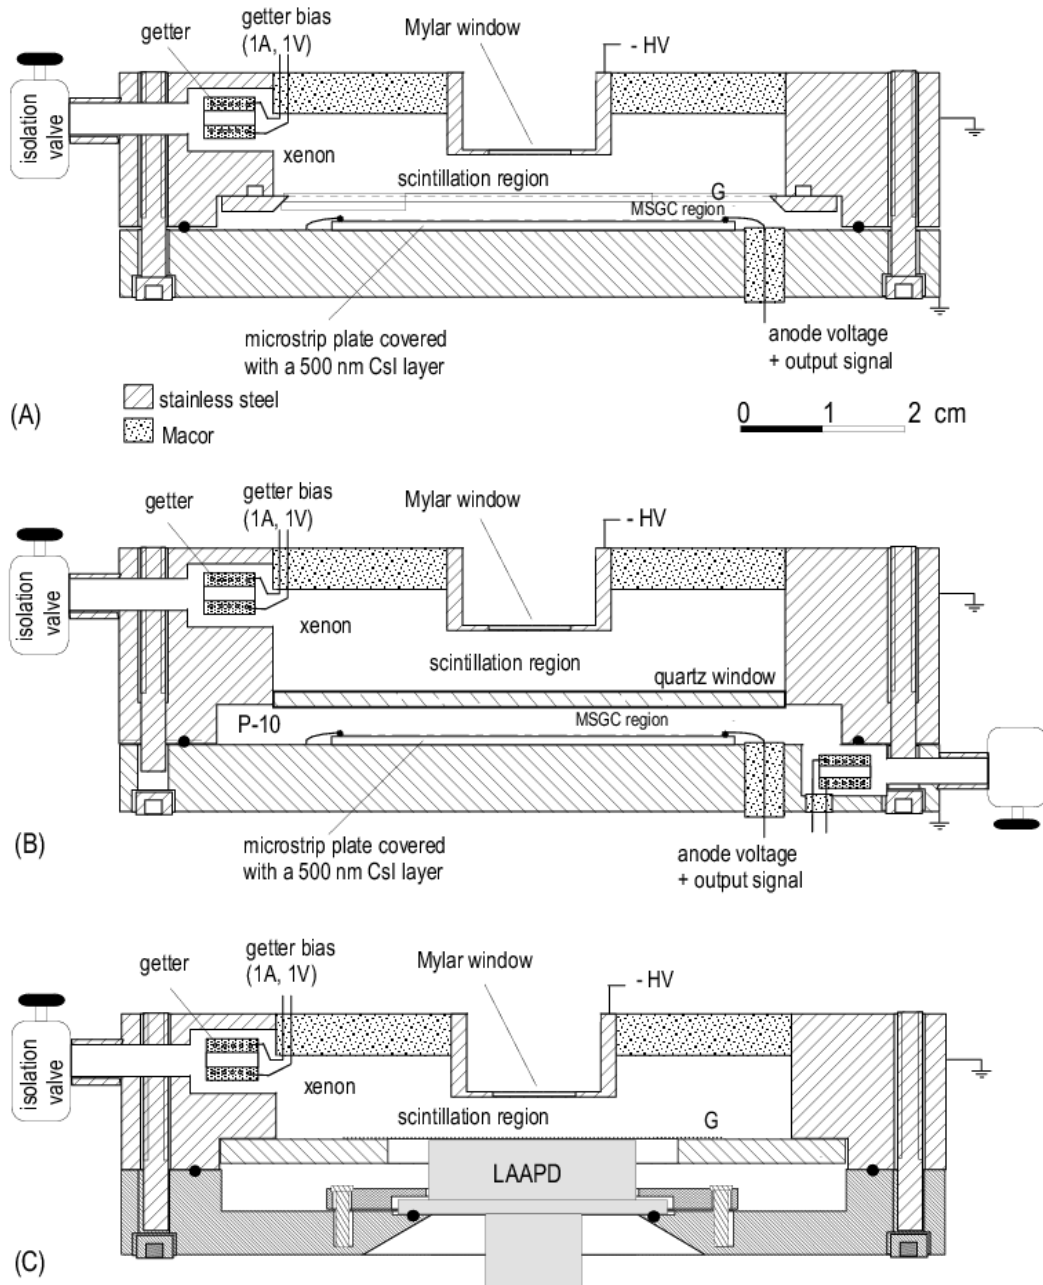 getter
getter bias
(1A, 1V)
Mylar window
- HV
isolation
valve
xenon
scintillation region
G
MSGC region
microstrip plate covered
with a 500 nm CsI layer
anode voltage
+ output signal
stainless steel
Macor
(A)
0 1 2 cm
getter
getter bias
(1A, 1V)
Mylar window
- HV
isolation
valve
xenon
scintillation region
quartz window
P-10
MSGC region
(B)
microstrip plate covered
with a 500 nm CsI layer
anode voltage
+ output signal
getter
getter bias
(1A, 1V)
Mylar window
- HV
isolation
valve
xenon
scintillation region
G
LAAPD
(C)